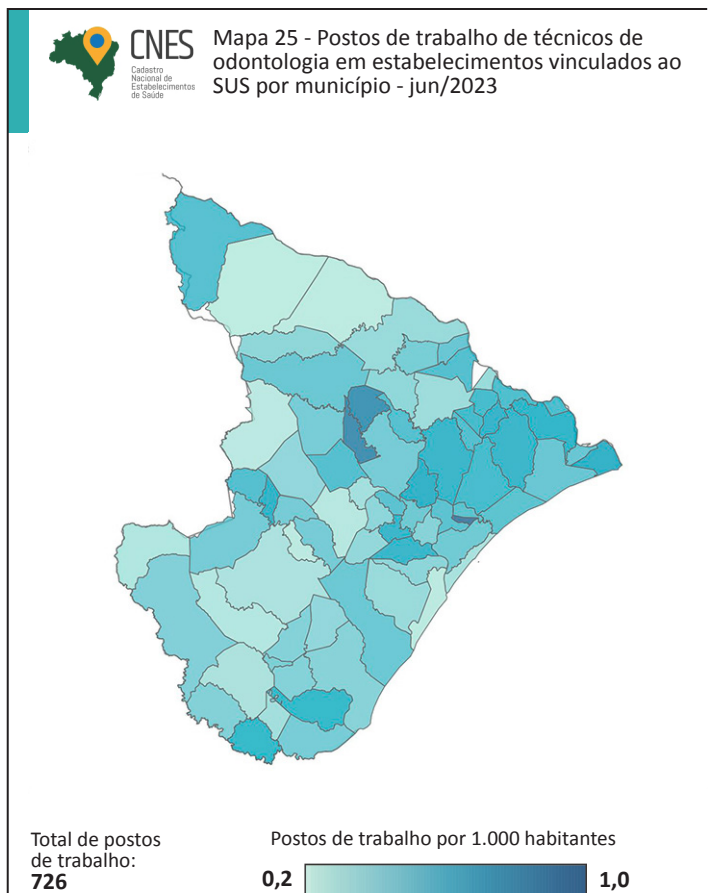 CNES
Cadastro
Nacional de
Estabelecimentos
de Saúde
Mapa 25 - Postos de trabalho de técnicos de
odontologia em estabelecimentos vinculados ao
SUS por município - jun/2023
Total de postos
de trabalho:
726
Postos de trabalho por 1.000 habitantes
0,2
1,0